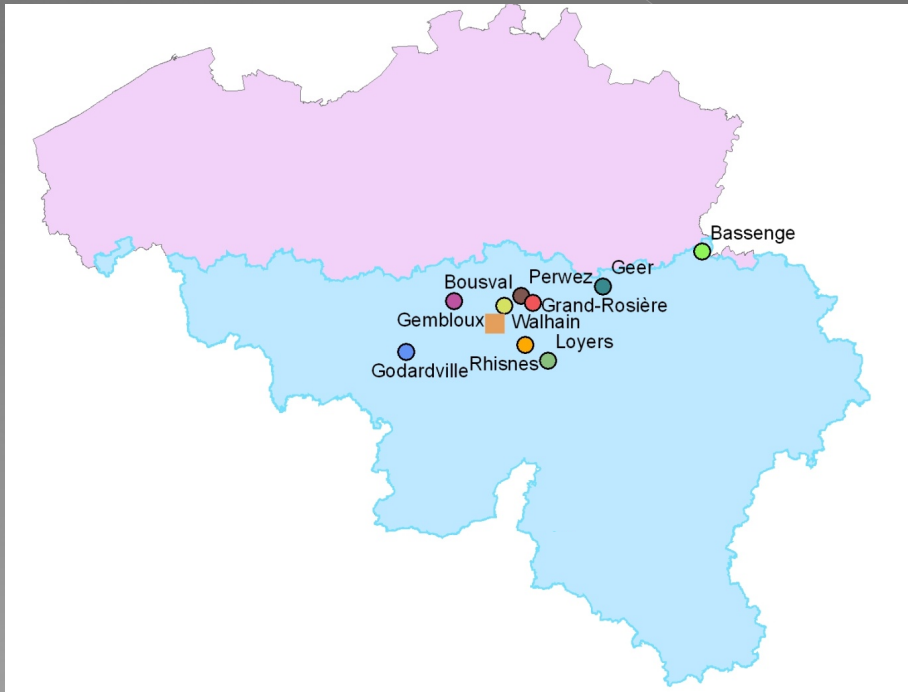 Bassenge
Geer
Bousval
Perwez
Grand-Rosière
Gembloux
Walhain
Loyers
Rhisnes
Godardville